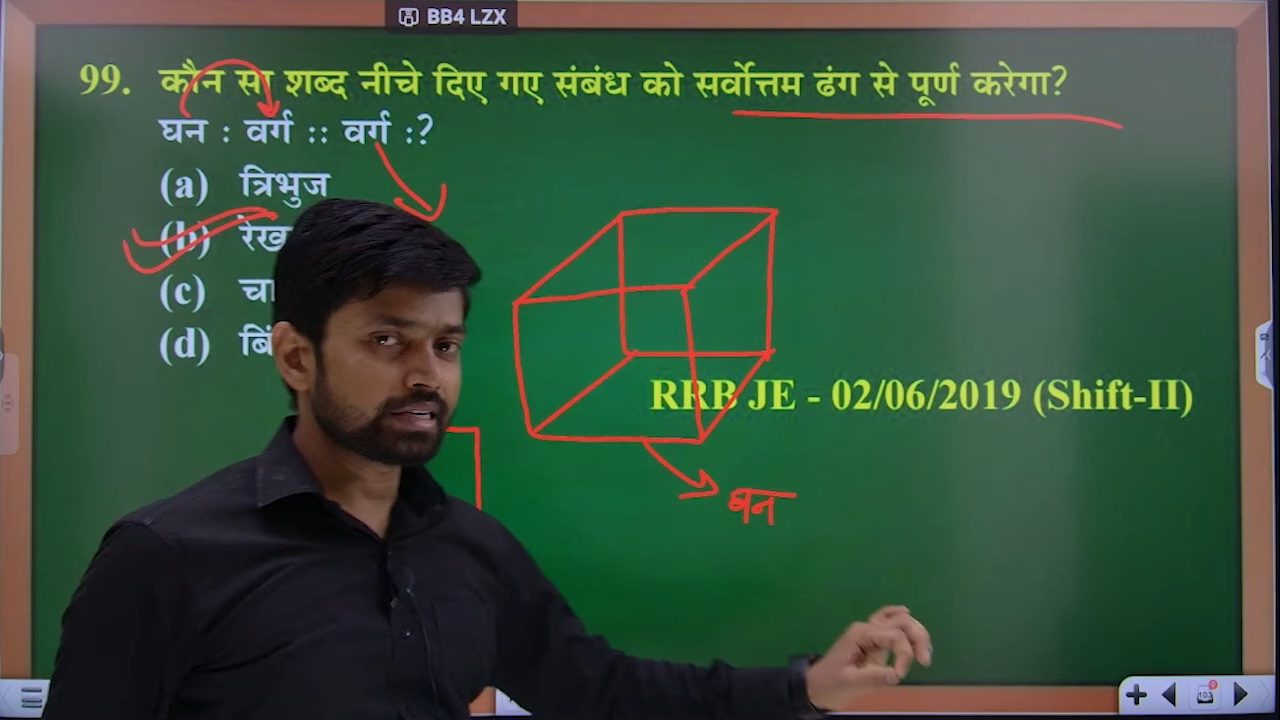 BB4 LZX
99. कौन सा शब्द नीचे दिए गए संबंध को सर्वोत्तम ढंग से पूर्ण करेगा?
घन : वर्ग :: वर्ग :?
(a) त्रिभुज
(b)
(c)
(d)
RRB JE - 02/06/2019 (Shift-II)
घन
103